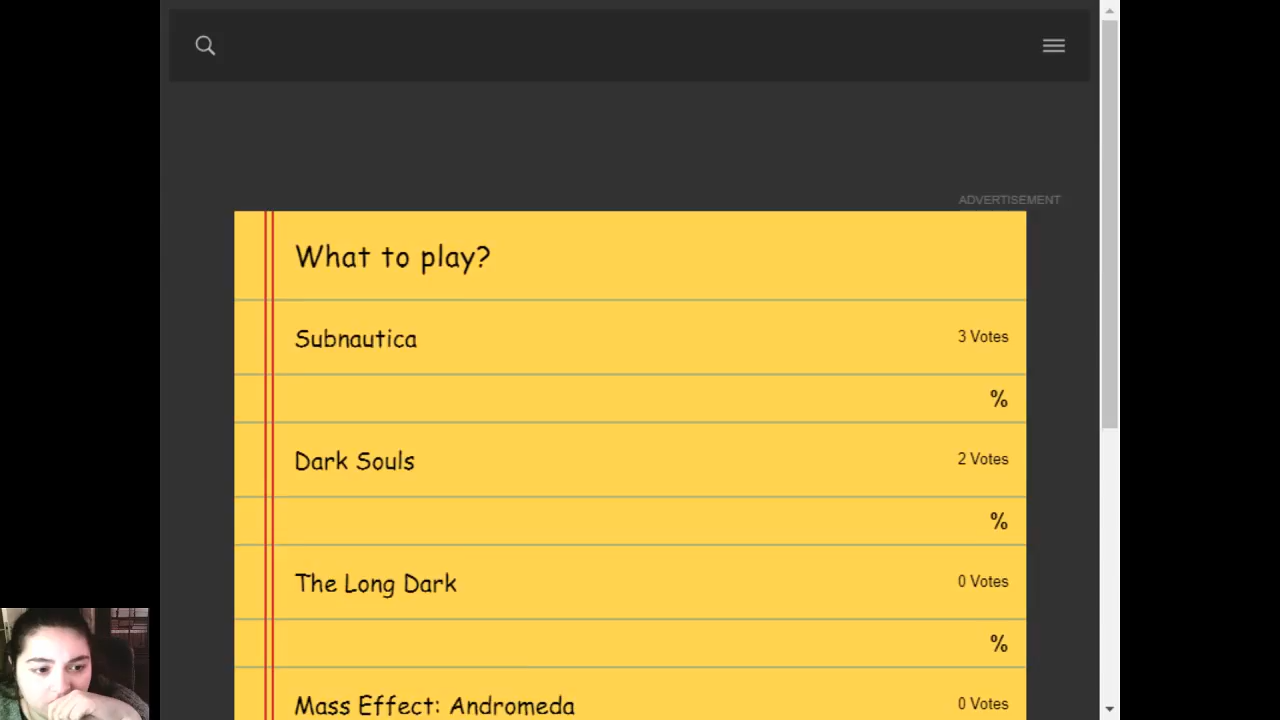 ADVERTISEMENT
What to play?
Subnautica 3 Votes
%
Dark Souls 2 Votes
%
The Long Dark 0 Votes
%
Mass Effect: Andromeda 0 Votes